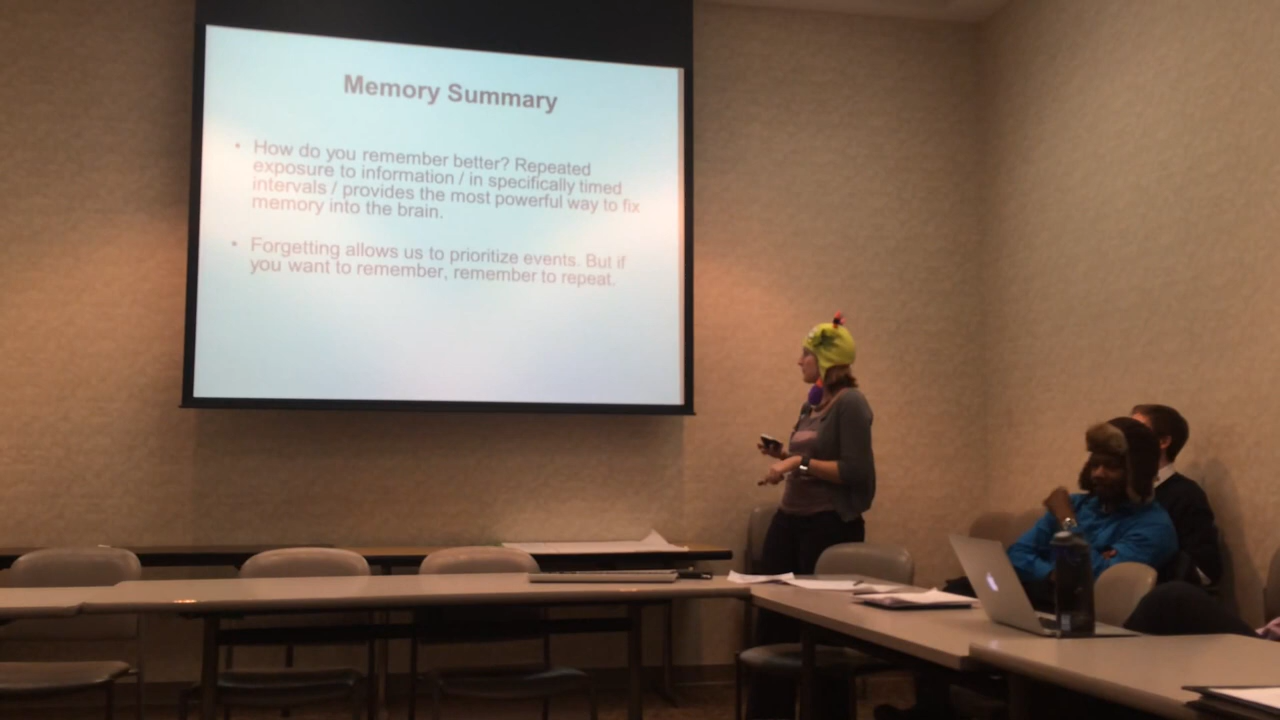 Memory Summary
• How do you remember better? Repeated
exposure to information / in specifically timed
intervals / provides the most powerful way to fix
memory into the brain.
• Forgetting allows us to prioritize events. But if
you want to remember, remember to repeat.